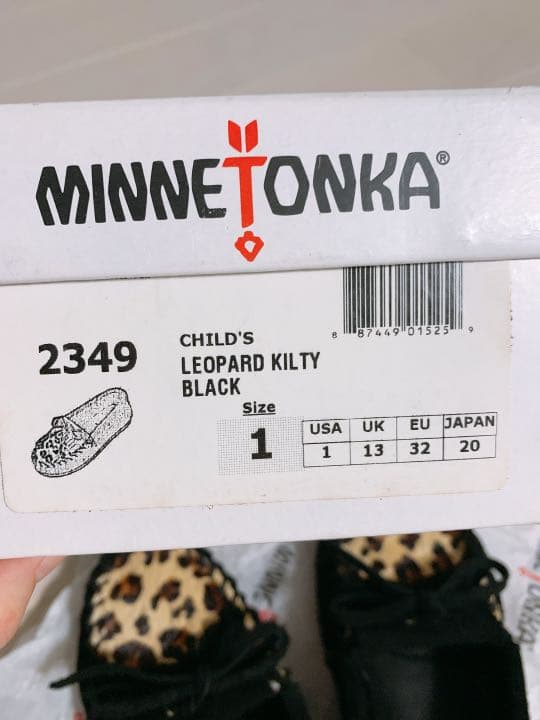 MINNETONKA®
2349
CHILD'S
LEOPARD KILTY
BLACK
8 87449 01525 9
Size
1
USA UK EU JAPAN
1 13 32 20